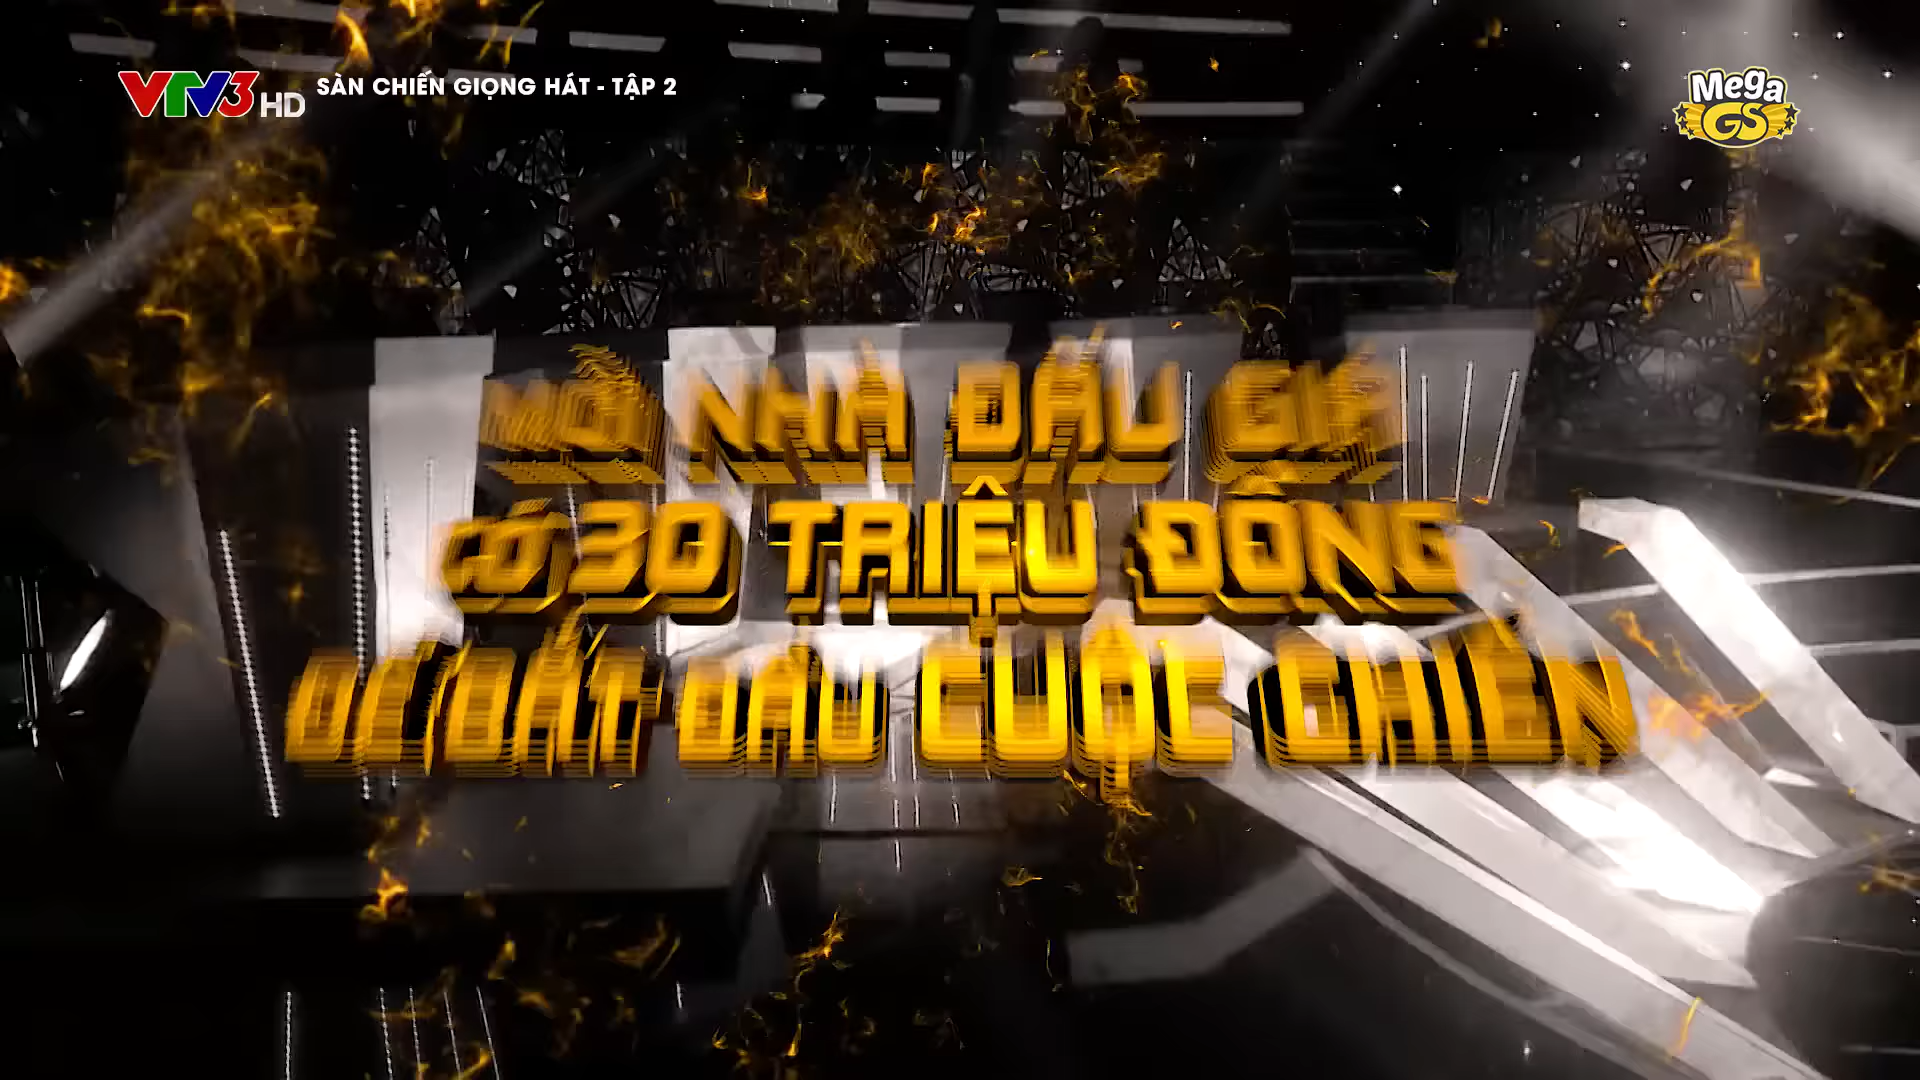 VTV3 HD
SÀN CHIẾN GIỌNG HÁT - TẬP 2
Mega
GS
MỖI NHÀ ĐẤU GIÁ
CÓ 30 TRIỆU ĐỒNG
ĐỂ BẮT ĐẦU CUỘC CHIẾN